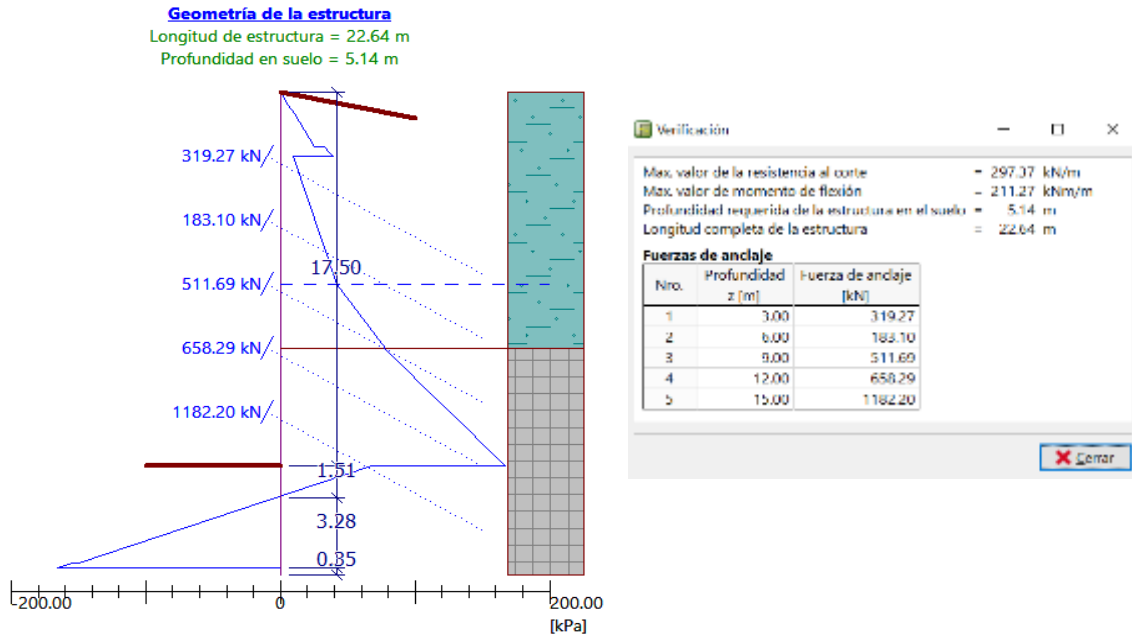 Geometría de la estructura
Longitud de estructura = 22.64 m
Profundidad en suelo = 5.14 m
319.27 kN
183.10 kN
17.50
511.69 kN
658.29 kN
1182.20 kN
1.51
3.28
0.35
-200.00 0 200.00
[kPa]
Verificación
Max. valor de la resistencia al corte = 297.37 kN/m
Max. valor de momento de flexión = 211.27 kNm/m
Profundidad requerida de la estructura en el suelo = 5.14 m
Longitud completa de la estructura = 22.64 m
Fuerzas de anclaje
Nro. Profundidad Fuerza de anclaje
z [m] [kN]
1 3.00 319.27
2 6.00 183.10
3 9.00 511.69
4 12.00 658.29
5 15.00 1182.20
Cerrar